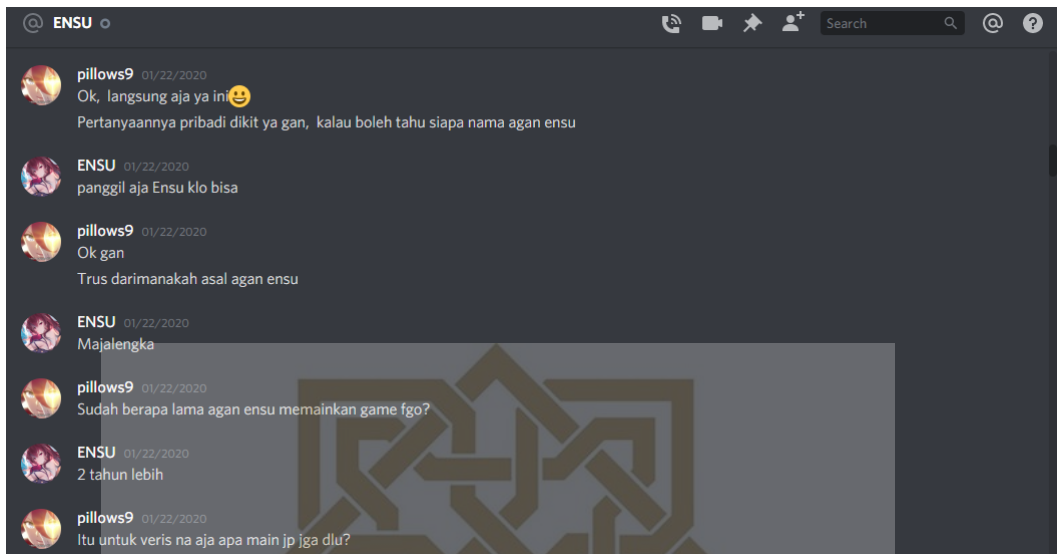 @ ENSU
Search
pillows9 01/22/2020
Ok, langsung aja ya ini😃
Pertanyaannya pribadi dikit ya gan, kalau boleh tahu siapa nama agan ensu
ENSU 01/22/2020
panggil aja Ensu klo bisa
pillows9 01/22/2020
Ok gan
Trus darimanakah asal agan ensu
ENSU 01/22/2020
Majalengka
pillows9 01/22/2020
Sudah berapa lama agan ensu memainkan game fgo?
ENSU 01/22/2020
2 tahun lebih
pillows9 01/22/2020
Itu untuk veris na aja apa main jp jga dlu?